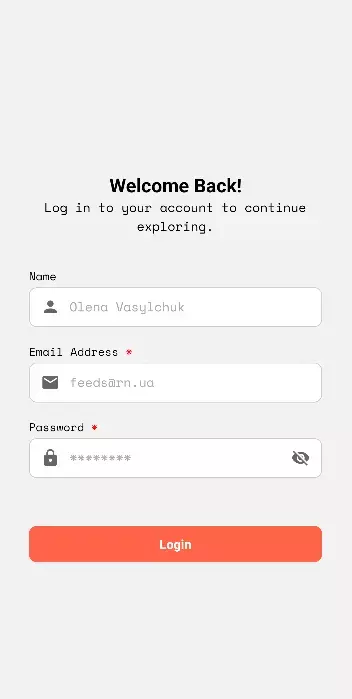 Welcome Back!
Log in to your account to continue
exploring.
Name
Olena Vasylchuk
Email Address *
feeds@rn.ua
Password *
********
Login